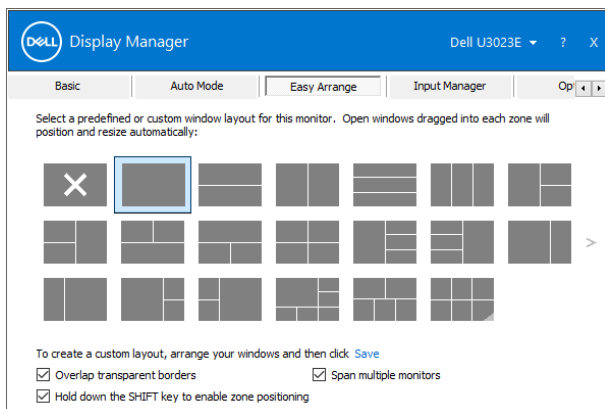 DELL Display Manager Dell U3023E ? X
Basic Auto Mode Easy Arrange Input Manager Op
Select a predefined or custom window layout for this monitor. Open windows dragged into each zone will
position and resize automatically:
>
To create a custom layout, arrange your windows and then click Save
Overlap transparent borders Span multiple monitors
Hold down the SHIFT key to enable zone positioning